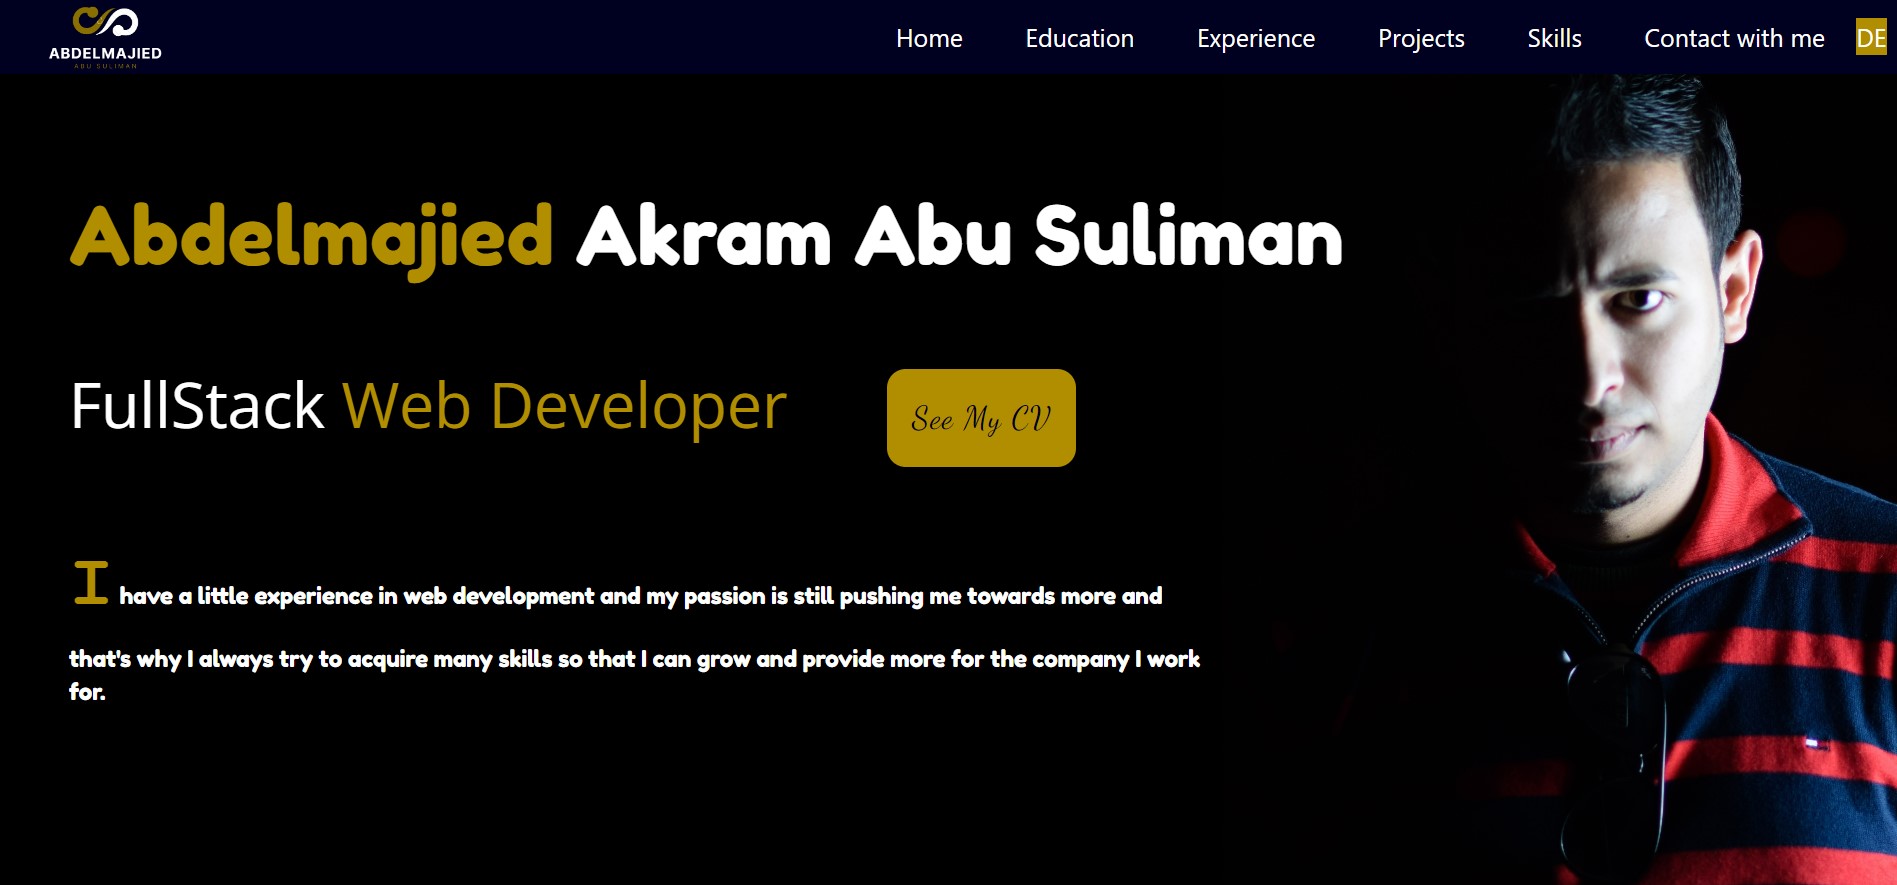 ABDELMAJIED
ABU SULIMAN
Home Education Experience Projects Skills Contact with me DE
Abdelmajied Akram Abu Suliman
FullStack Web Developer
See My CV
I have a little experience in web development and my passion is still pushing me towards more and
that's why I always try to acquire many skills so that I can grow and provide more for the company I work
for.